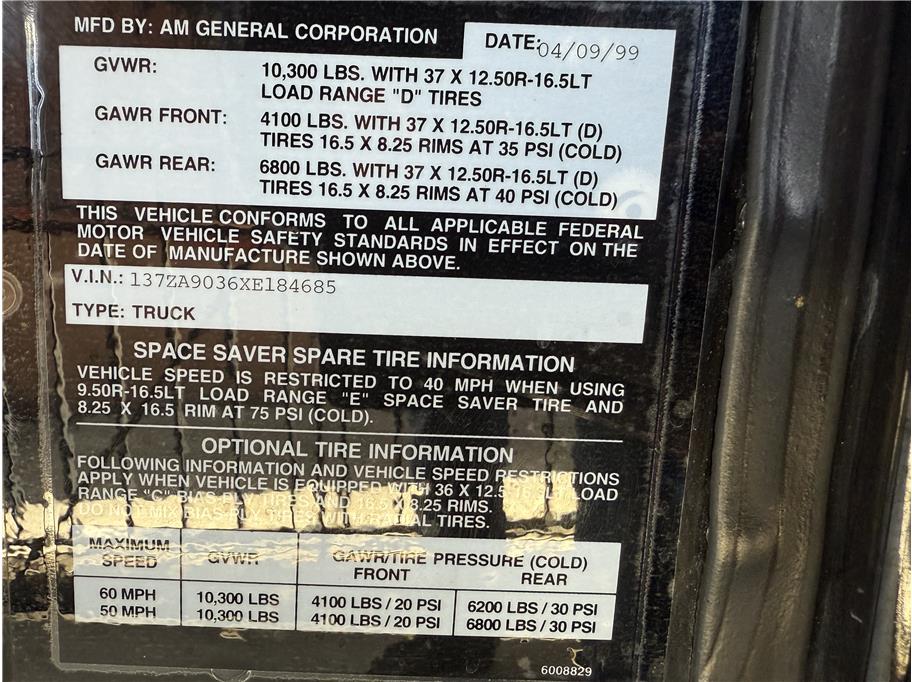 MFD BY: AM GENERAL CORPORATION DATE: 04/09/99
GVWR: 10,300 LBS. WITH 37 X 12.50R-16.5LT
LOAD RANGE "D" TIRES
GAWR FRONT: 4100 LBS. WITH 37 X 12.50R-16.5LT (D)
TIRES 16.5 X 8.25 RIMS AT 35 PSI (COLD)
GAWR REAR: 6800 LBS. WITH 37 X 12.50R-16.5LT (D)
TIRES 16.5 X 8.25 RIMS AT 40 PSI (COLD)
THIS VEHICLE CONFORMS TO ALL APPLICABLE FEDERAL
MOTOR VEHICLE SAFETY STANDARDS IN EFFECT ON THE
DATE OF MANUFACTURE SHOWN ABOVE.
V.I.N.: 137ZA9036XE184685
TYPE: TRUCK
SPACE SAVER SPARE TIRE INFORMATION
VEHICLE SPEED IS RESTRICTED TO 40 MPH WHEN USING
9.50R-16.5LT LOAD RANGE "E" SPACE SAVER TIRE AND
8.25 X 16.5 RIM AT 75 PSI (COLD).
OPTIONAL TIRE INFORMATION
FOLLOWING INFORMATION AND VEHICLE SPEED RESTRICTIONS
APPLY WHEN VEHICLE IS EQUIPPED WITH 36 X 12.5-16.5LT LOAD
RANGE "C" BIAS-PLY TIRES AND 16.5 X 8.25 RIMS.
DO NOT MIX BIAS-PLY TIRES WITH RADIAL TIRES.
MAXIMUM SPEED GVWR GAWR/TIRE PRESSURE (COLD)
FRONT REAR
60 MPH 10,300 LBS 4100 LBS / 20 PSI 6200 LBS / 30 PSI
50 MPH 10,300 LBS 4100 LBS / 20 PSI 6800 LBS / 30 PSI
6008829